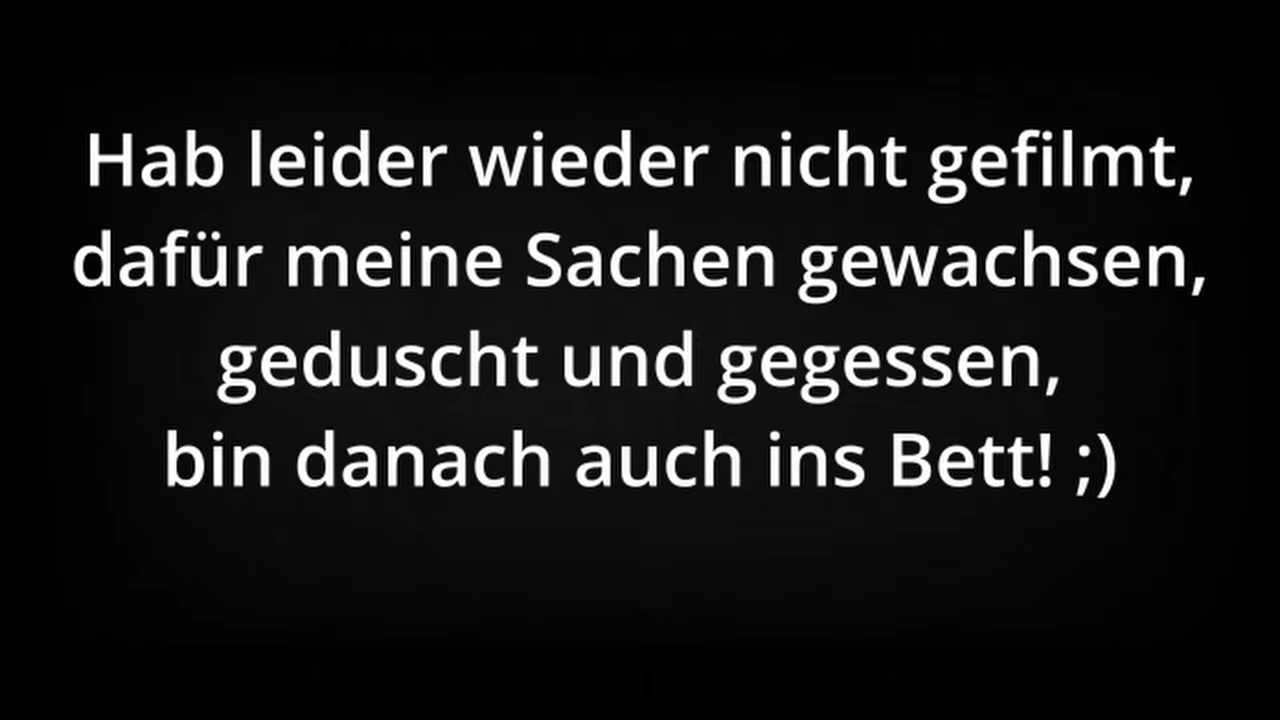 Hab leider wieder nicht gefilmt,
dafür meine Sachen gewachsen,
geduscht und gegessen,
bin danach auch ins Bett! ;)